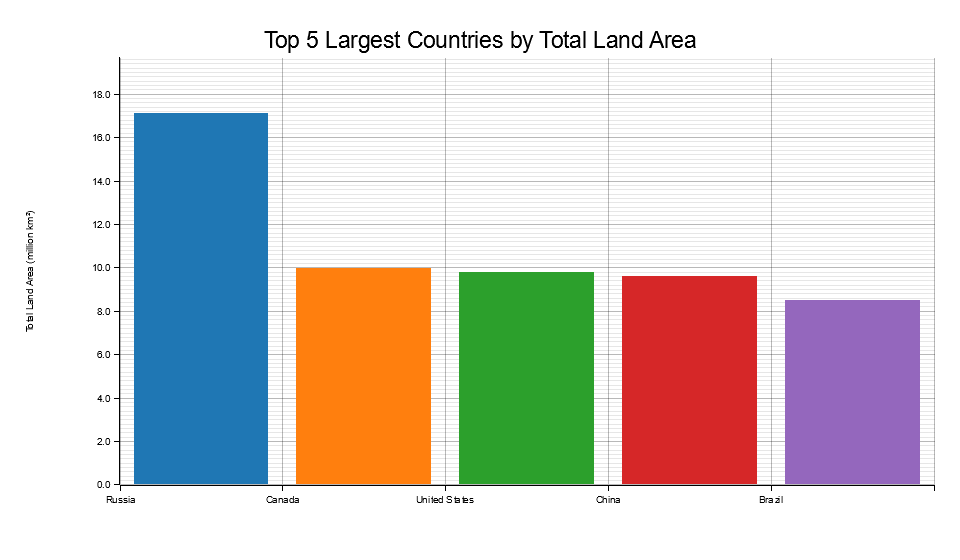 Top 5 Largest Countries by Total Land Area
Total Land Area (million km²)
18.0
16.0
14.0
12.0
10.0
8.0
6.0
4.0
2.0
0.0
Russia
Canada
United States
China
Brazil